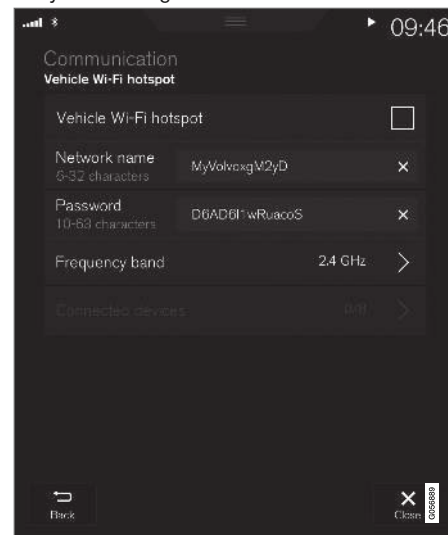 09:46
Communication
Vehicle Wi-Fi hotspot
Vehicle Wi-Fi hotspot
Network name
6-32 characters
MyVolvoxgM2yD
Password
10-63 characters
D6AD6l1wRuacoS
Frequency band 2.4 GHz
Connected devices 0/8
Back
Close
G056889